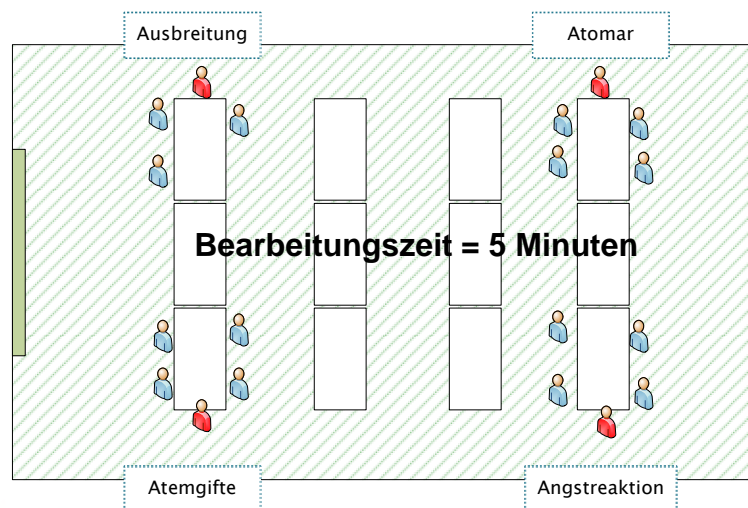 Ausbreitung
Atomar
Bearbeitungszeit = 5 Minuten
Atemgifte
Angstreaktion